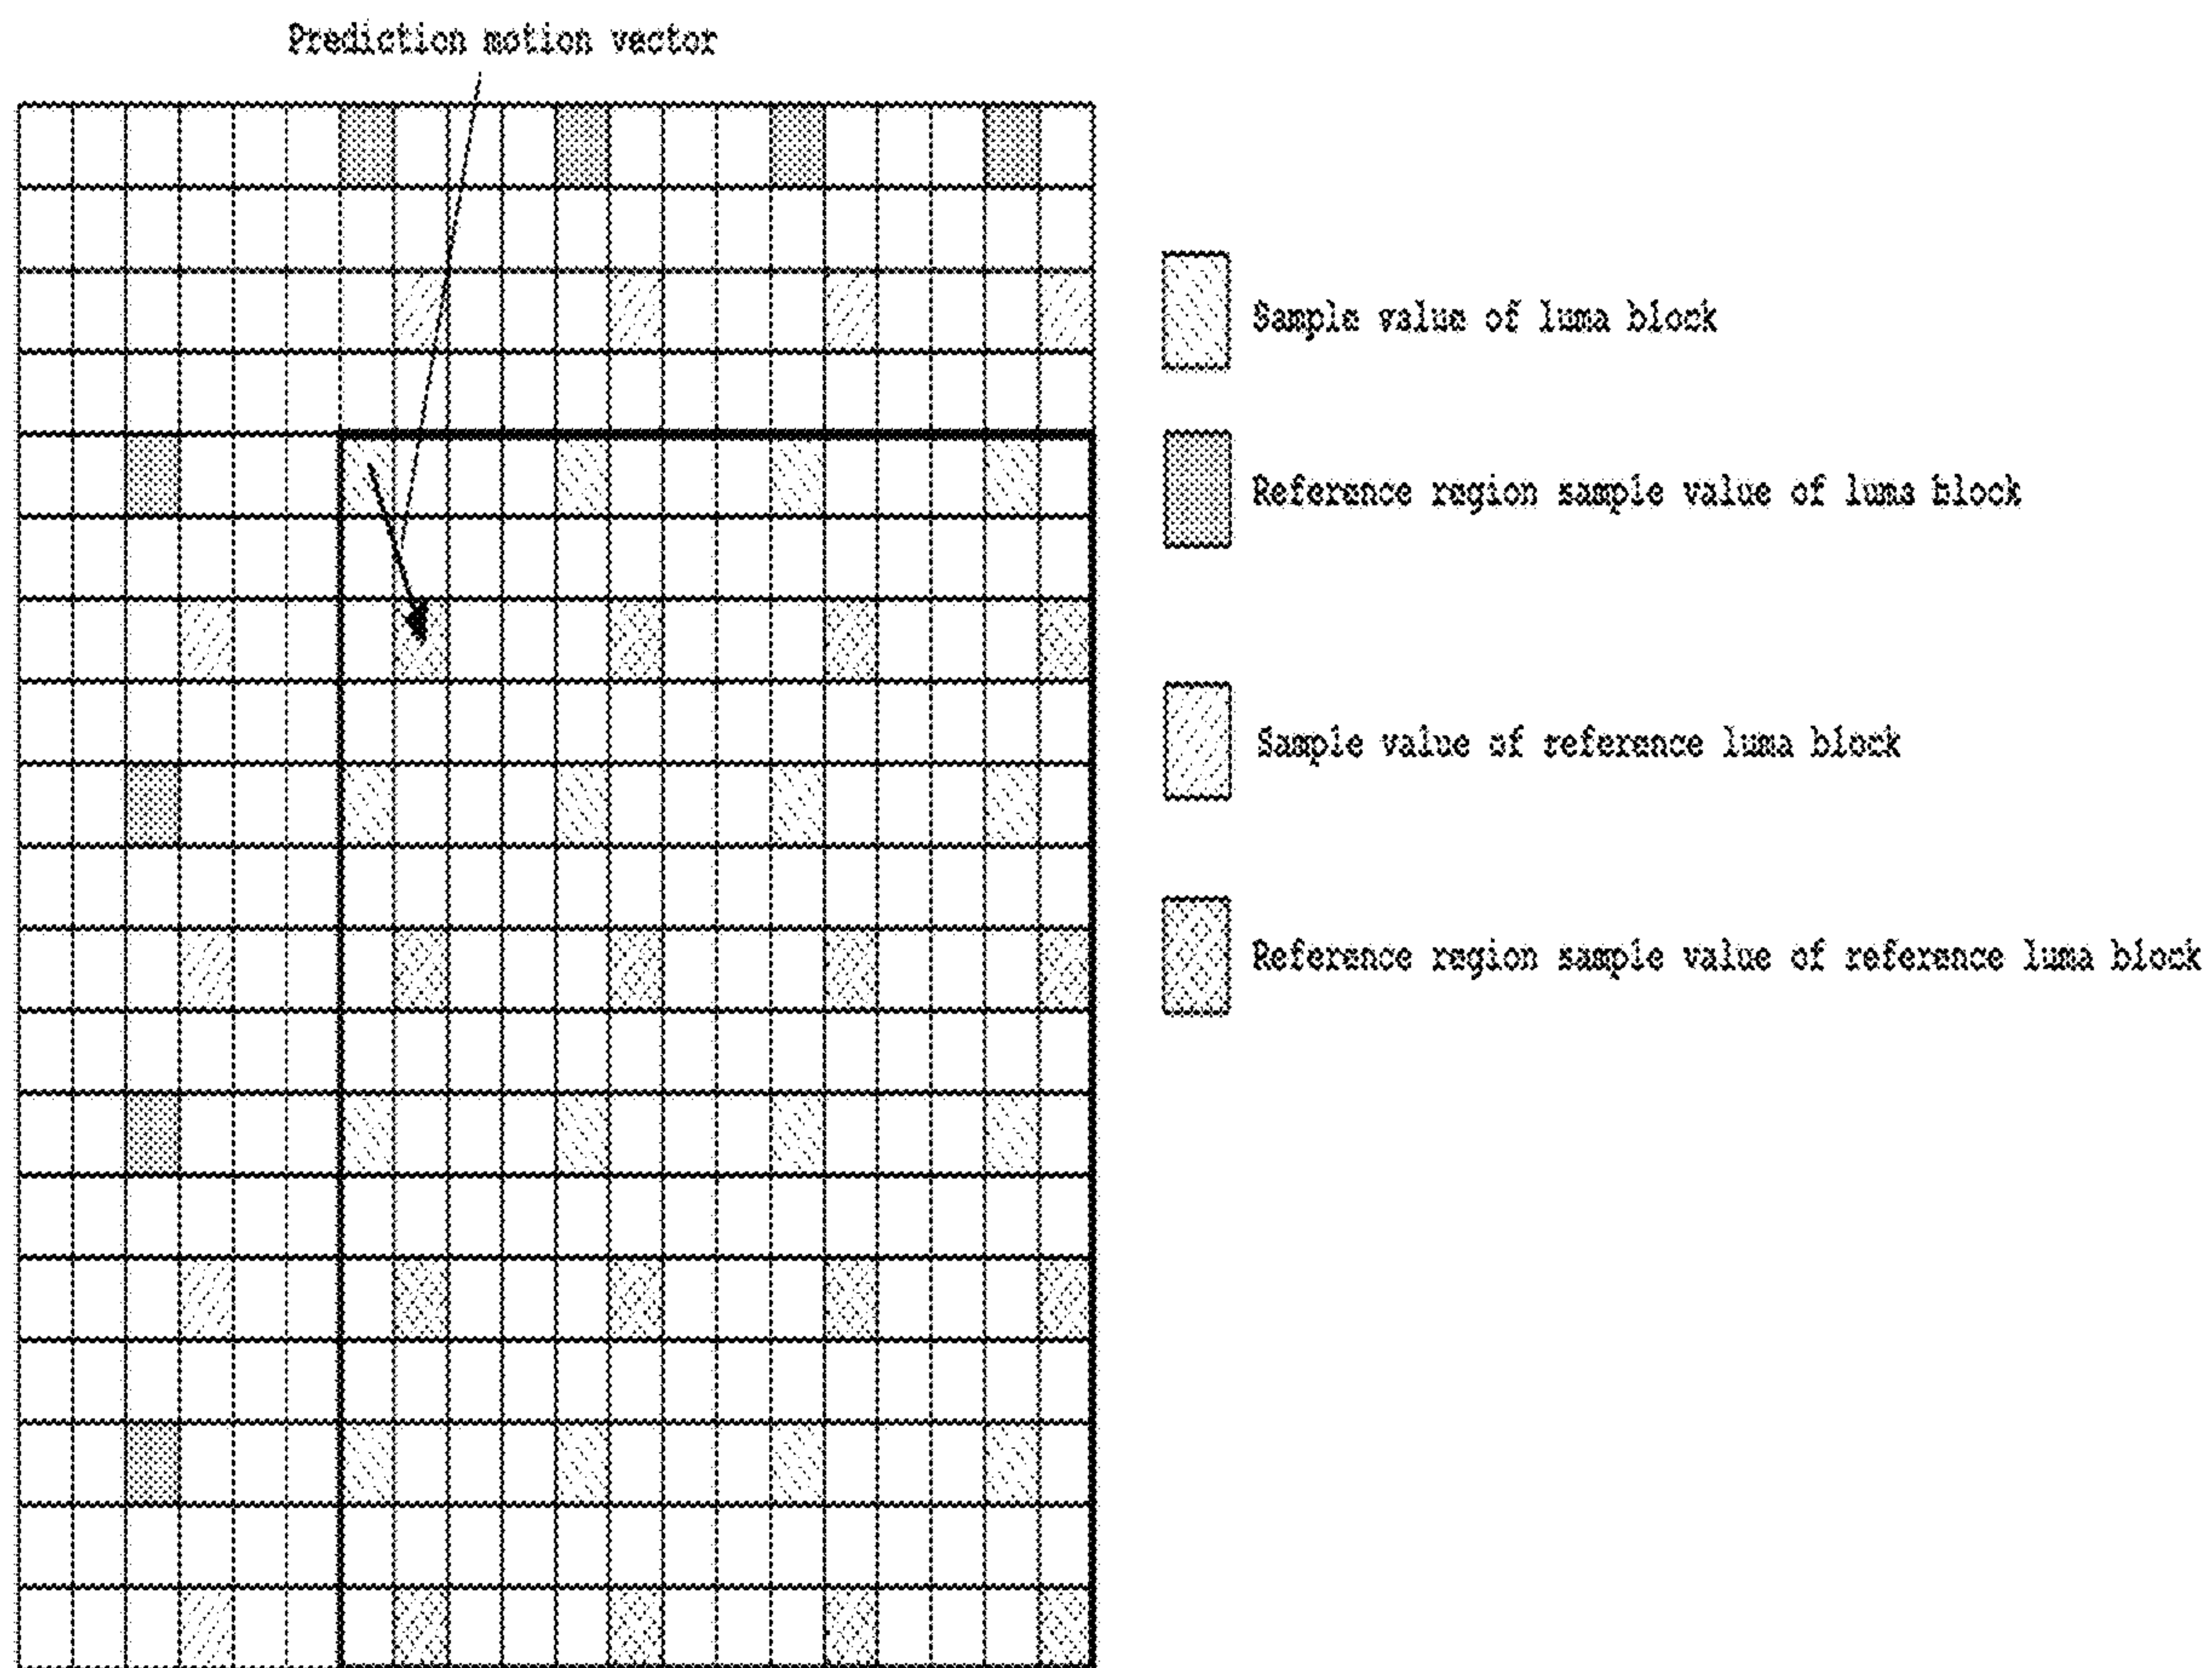 Prediction motion vector
Sample value of luma block
Reference region sample value of luma block
Sample value of reference luma block
Reference region sample value of reference luma block